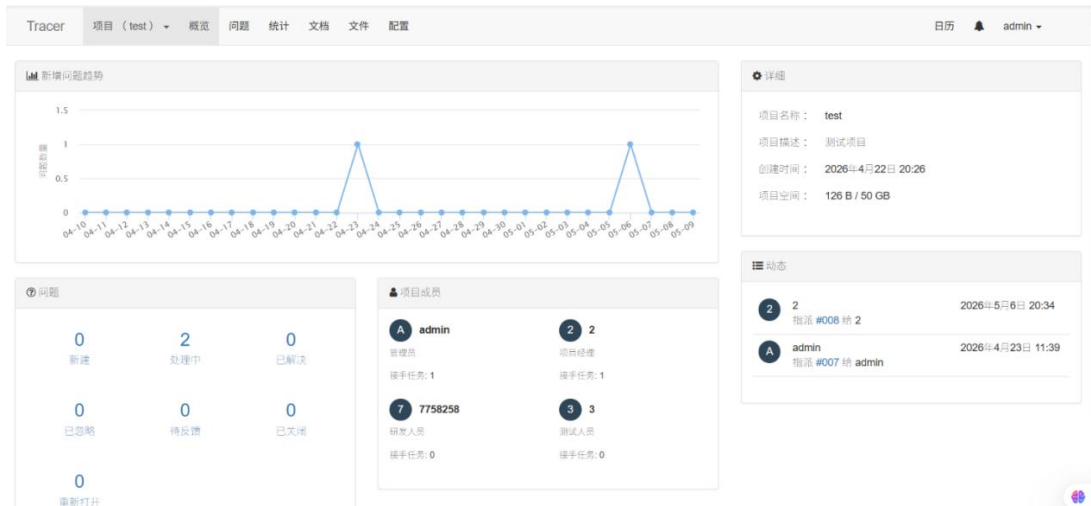 Tracer 项目 （test） 概览 问题 统计 文档 文件 配置 日历 admin
新增问题趋势
1.5
1
0.5
0
问题数量
04-10 04-11 04-12 04-13 04-14 04-15 04-16 04-17 04-18 04-19 04-20 04-21 04-22 04-23 04-24 04-25 04-26 04-27 04-28 04-29 04-30 05-01 05-02 05-03 05-04 05-05 05-06 05-07 05-08 05-09
详细
项目名称： test
项目描述： 测试项目
创建时间： 2026年4月22日 20:26
项目空间： 126 B / 50 GB
问题
0 2 0
新建 处理中 已解决
0 0 0
已忽略 待反馈 已关闭
0
重新打开
项目成员
A admin 2 2
管理员 项目经理
接手任务: 1 接手任务: 1
7 7758258 3 3
研发人员 测试人员
接手任务: 0 接手任务: 0
动态
2 2 2026年5月6日 20:34
指派 #008 给 2
A admin 2026年4月23日 11:39
指派 #007 给 admin